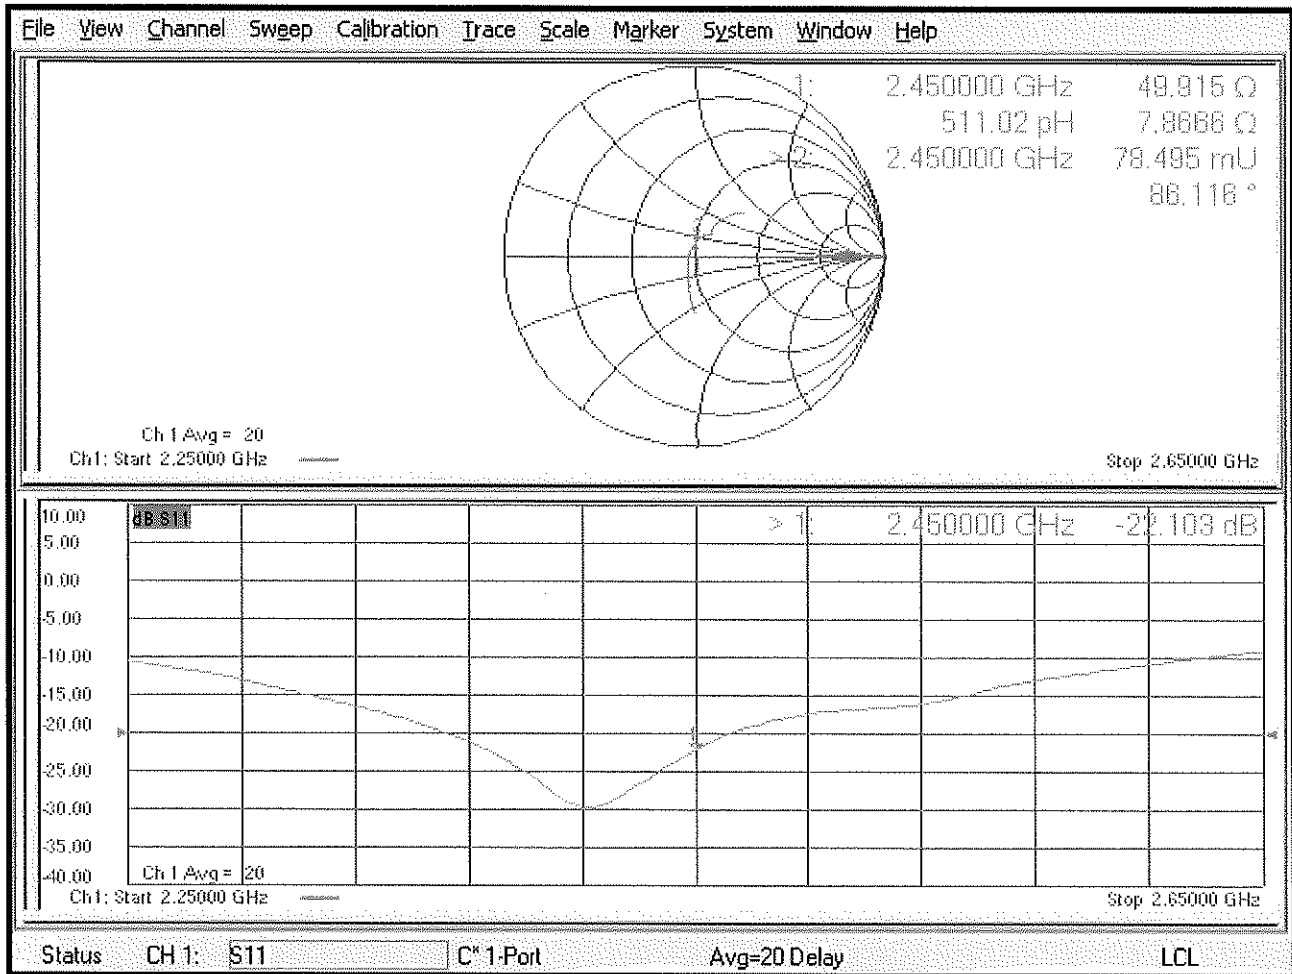 File View Channel Sweep Calibration Trace Scale Marker System Window Help
1: 2.450000 GHz 49.915 Ω
511.02 pH 7.8666 Ω
> 2: 2.450000 GHz 78.495 mU
86.116 °
Ch 1 Avg = 20
Ch1: Start 2.25000 GHz
Stop 2.65000 GHz
10.00 dB S11 > 1: 2.450000 GHz -22.103 dB
5.00
0.00
-5.00
-10.00
-15.00
-20.00
-25.00
-30.00
-35.00
-40.00
Ch 1 Avg = 20
Ch1: Start 2.25000 GHz
Stop 2.65000 GHz
Status CH 1: S11 C* 1-Port Avg=20 Delay LCL